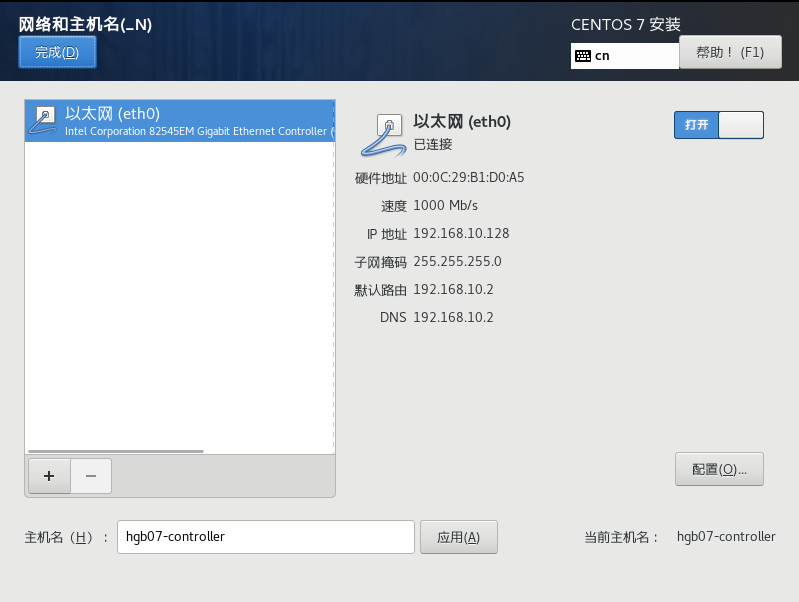 网络和主机名(_N)
CENTOS 7 安装
完成(D)
cn
帮助！(F1)
以太网 (eth0)
Intel Corporation 82545EM Gigabit Ethernet Controller (
以太网 (eth0)
已连接
打开
硬件地址 00:0C:29:B1:D0:A5
速度 1000 Mb/s
IP 地址 192.168.10.128
子网掩码 255.255.255.0
默认路由 192.168.10.2
DNS 192.168.10.2
+
−
配置(O)...
主机名（H）： hgb07-controller 应用(A) 当前主机名： hgb07-controller